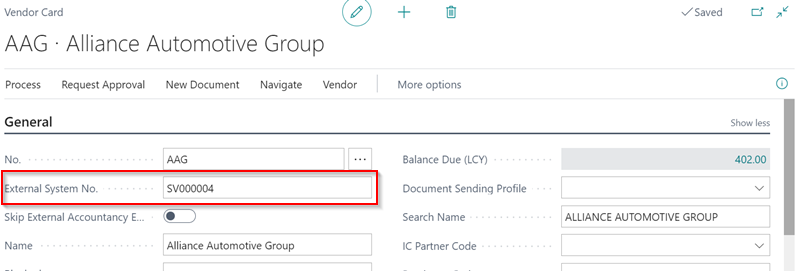 Vendor Card
Saved
AAG · Alliance Automotive Group
Process Request Approval New Document Navigate Vendor More options
General Show less
No. AAG Balance Due (LCY) 402.00
External System No. SV000004 Document Sending Profile
Skip External Accountancy E... Search Name ALLIANCE AUTOMOTIVE GROUP
Name Alliance Automotive Group IC Partner Code